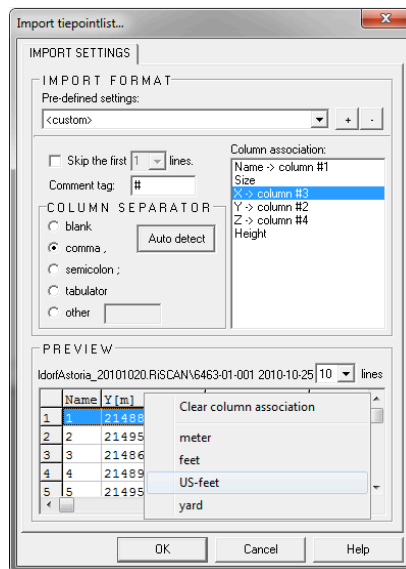 Import tiepointlist...
IMPORT SETTINGS
IMPORT FORMAT
Pre-defined settings:
<custom>
+ -
Skip the first 1 lines.
Comment tag: #
COLUMN SEPARATOR
blank
comma ,
Auto detect
semicolon ;
tabulator
other
Column association:
Name -> column #1
Size
X -> column #3
Y -> column #2
Z -> column #4
Height
PREVIEW
ldorfAstoria_20101020.RiSCAN\6463-01-001 2010-10-25 10 lines
Name Y[m]
1 1 21488
2 2 21495
3 3 21486
4 4 21489
5 5 21495
Clear column association
meter
feet
US-feet
yard
OK Cancel Help